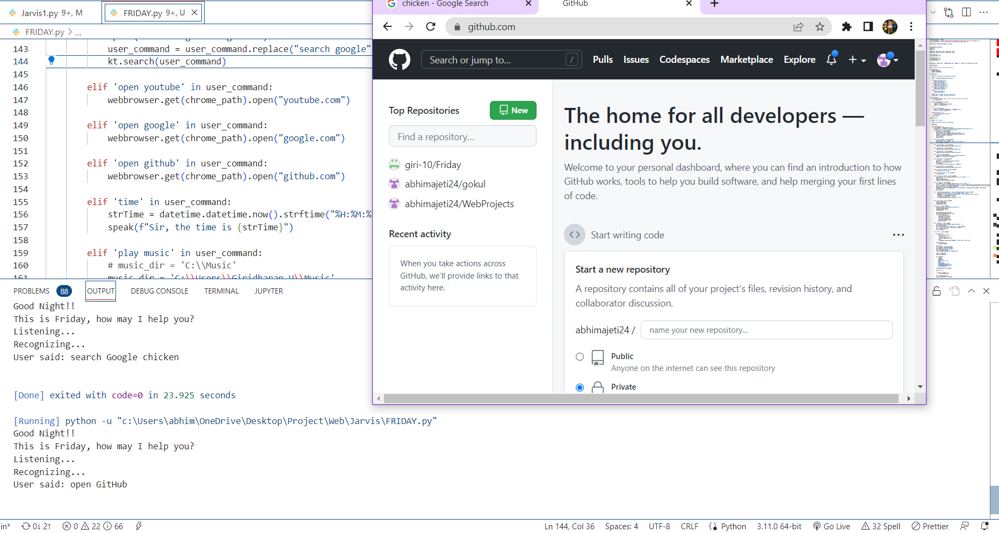 Jarvis1.py 9+, M
FRIDAY.py 9+, U
FRIDAY.py > ...
143 user_command = user_command.replace("search google"
144 kt.search(user_command)
145
146 elif 'open youtube' in user_command:
147 webbrowser.get(chrome_path).open("youtube.com")
148
149 elif 'open google' in user_command:
150 webbrowser.get(chrome_path).open("google.com")
151
152 elif 'open github' in user_command:
153 webbrowser.get(chrome_path).open("github.com")
154
155 elif 'time' in user_command:
156 strTime = datetime.datetime.now().strftime("%H:%M:%
157 speak(f"Sir, the time is {strTime}")
158
159 elif 'play music' in user_command:
160 # music_dir = 'C:\\Music'
161 music_dir = 'C:\\Users\\Giridharan U\\Music'
chicken - Google Search
GitHub
github.com
Search or jump to...
/
Pulls
Issues
Codespaces
Marketplace
Explore
Top Repositories
New
Find a repository...
giri-10/Friday
abhimajeti24/gokul
abhimajeti24/WebProjects
Recent activity
When you take actions across
GitHub, we'll provide links to that
activity here.
The home for all developers —
including you.
Welcome to your personal dashboard, where you can find an introduction to how
GitHub works, tools to help you build software, and help merging your first lines
of code.
<> Start writing code
Start a new repository
A repository contains all of your project's files, revision history, and
collaborator discussion.
abhimajeti24 / name your new repository...
Public
Anyone on the internet can see this repository
Private
PROBLEMS 88 OUTPUT DEBUG CONSOLE TERMINAL JUPYTER
Good Night!!
This is Friday, how may I help you?
Listening...
Recognizing...
User said: search Google chicken
[Done] exited with code=0 in 23.925 seconds
[Running] python -u "c:\Users\abhim\OneDrive\Desktop\Project\Web\Jarvis\FRIDAY.py"
Good Night!!
This is Friday, how may I help you?
Listening...
Recognizing...
User said: open GitHub
in* 0↓ 2↑ 0 22 66 Ln 144, Col 36 Spaces: 4 UTF-8 CRLF Python 3.11.0 64-bit Go Live 32 Spell Prettier